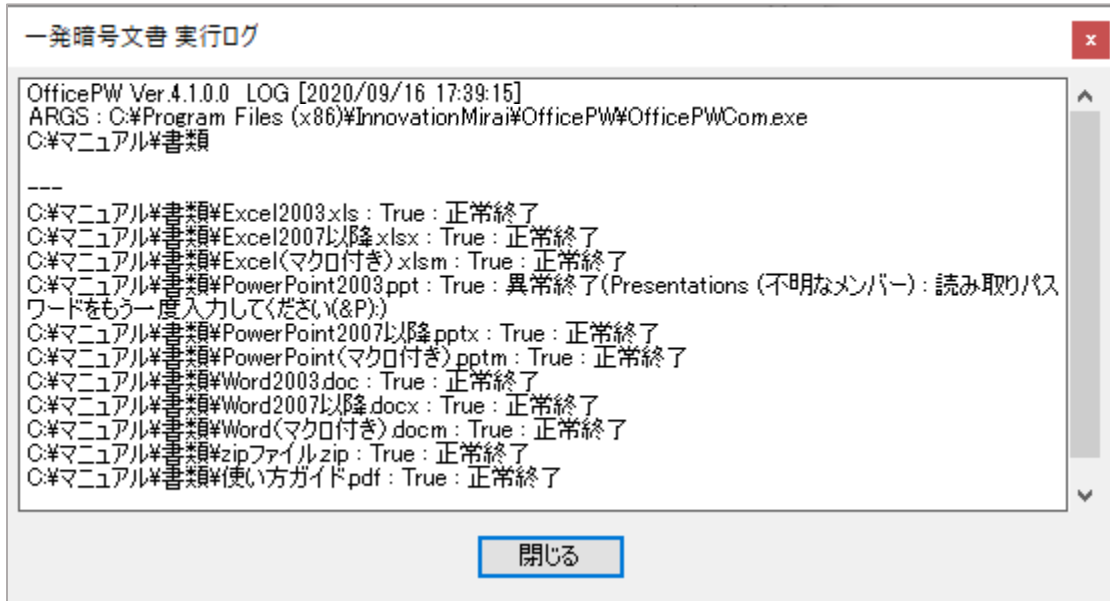 一発暗号文書 実行ログ
OfficePW Ver.4.1.0.0 LOG [2020/09/16 17:39:15]
ARGS : C:¥Program Files (x86)¥InnovationMirai¥OfficePW¥OfficePWCom.exe
C:¥マニュアル¥書類
---
C:¥マニュアル¥書類¥Excel2003.xls : True : 正常終了
C:¥マニュアル¥書類¥Excel2007以降.xlsx : True : 正常終了
C:¥マニュアル¥書類¥Excel(マクロ付き).xlsm : True : 正常終了
C:¥マニュアル¥書類¥PowerPoint2003.ppt : True : 異常終了(Presentations (不明なメンバー) : 読み取りパス
ワードをもう一度入力してください(&P):)
C:¥マニュアル¥書類¥PowerPoint2007以降.pptx : True : 正常終了
C:¥マニュアル¥書類¥PowerPoint(マクロ付き).pptm : True : 正常終了
C:¥マニュアル¥書類¥Word2003.doc : True : 正常終了
C:¥マニュアル¥書類¥Word2007以降.docx : True : 正常終了
C:¥マニュアル¥書類¥Word(マクロ付き).docm : True : 正常終了
C:¥マニュアル¥書類¥zipファイル.zip : True : 正常終了
C:¥マニュアル¥書類¥使い方ガイド.pdf : True : 正常終了
閉じる